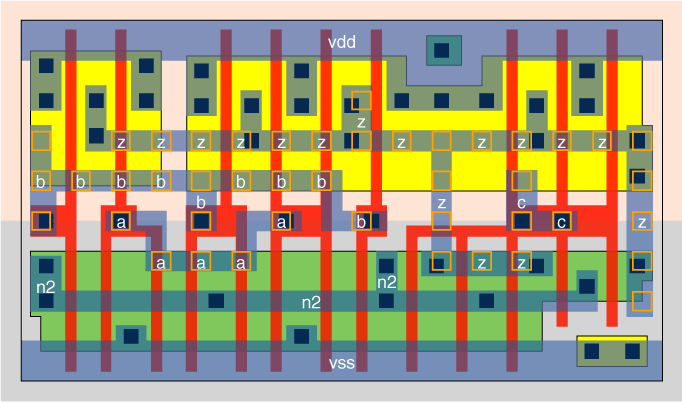 vdd
z
z z z z z z z z z z z
b b b b b b b
b z c
a a b c z
a a a z z
n2 n2
n2
vss